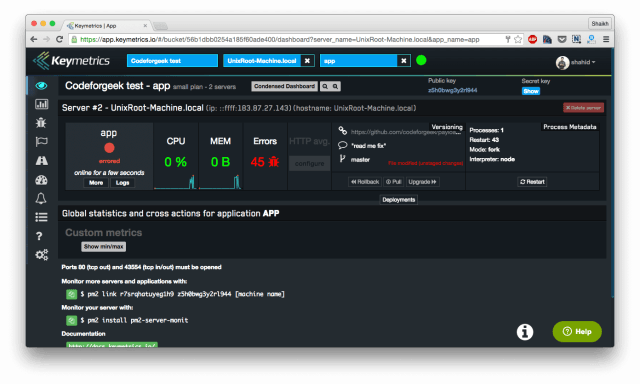 Keymetrics | App
Shaikh
https://app.keymetrics.io/#/bucket/56b1dbb0254a185f60ade400/dashboard?server_name=UnixRoot-Machine.local&app_name=app
Keymetrics
Codeforgeek test
UnixRoot-Machine.local
app
shahid
Codeforgeek test - app small plan - 2 servers
Condensed Dashboard
Public key
z5h0bwg3y2rl944
Secret key
Show
Server #2 - UnixRoot-Machine.local (ip: ::ffff:183.87.27.143) (hostname: UnixRoot-Machine.local)
Delete server
app
errored
online for a few seconds
More
Logs
CPU
0 %
MEM
0 B
Errors
45
HTTP avg.
configure
Versioning
https://github.com/codeforgeek/
"read me fix"
master
File modified (unstaged changes)
Rollback
Pull
Upgrade
Process Metadata
Processes: 1
Restart: 43
Mode: fork
Interpreter: node
Restart
Deployments
Global statistics and cross actions for application APP
Custom metrics
Show min/max
Ports 80 (tcp out) and 43554 (tcp in/out) must be opened
Monitor more servers and applications with:
$ pm2 link r7srqhatuyeg1h9 z5h0bwg3y2rl944 [machine name]
Monitor your server with:
$ pm2 install pm2-server-monit
Documentation
http://docs.keymetrics.io/
Help